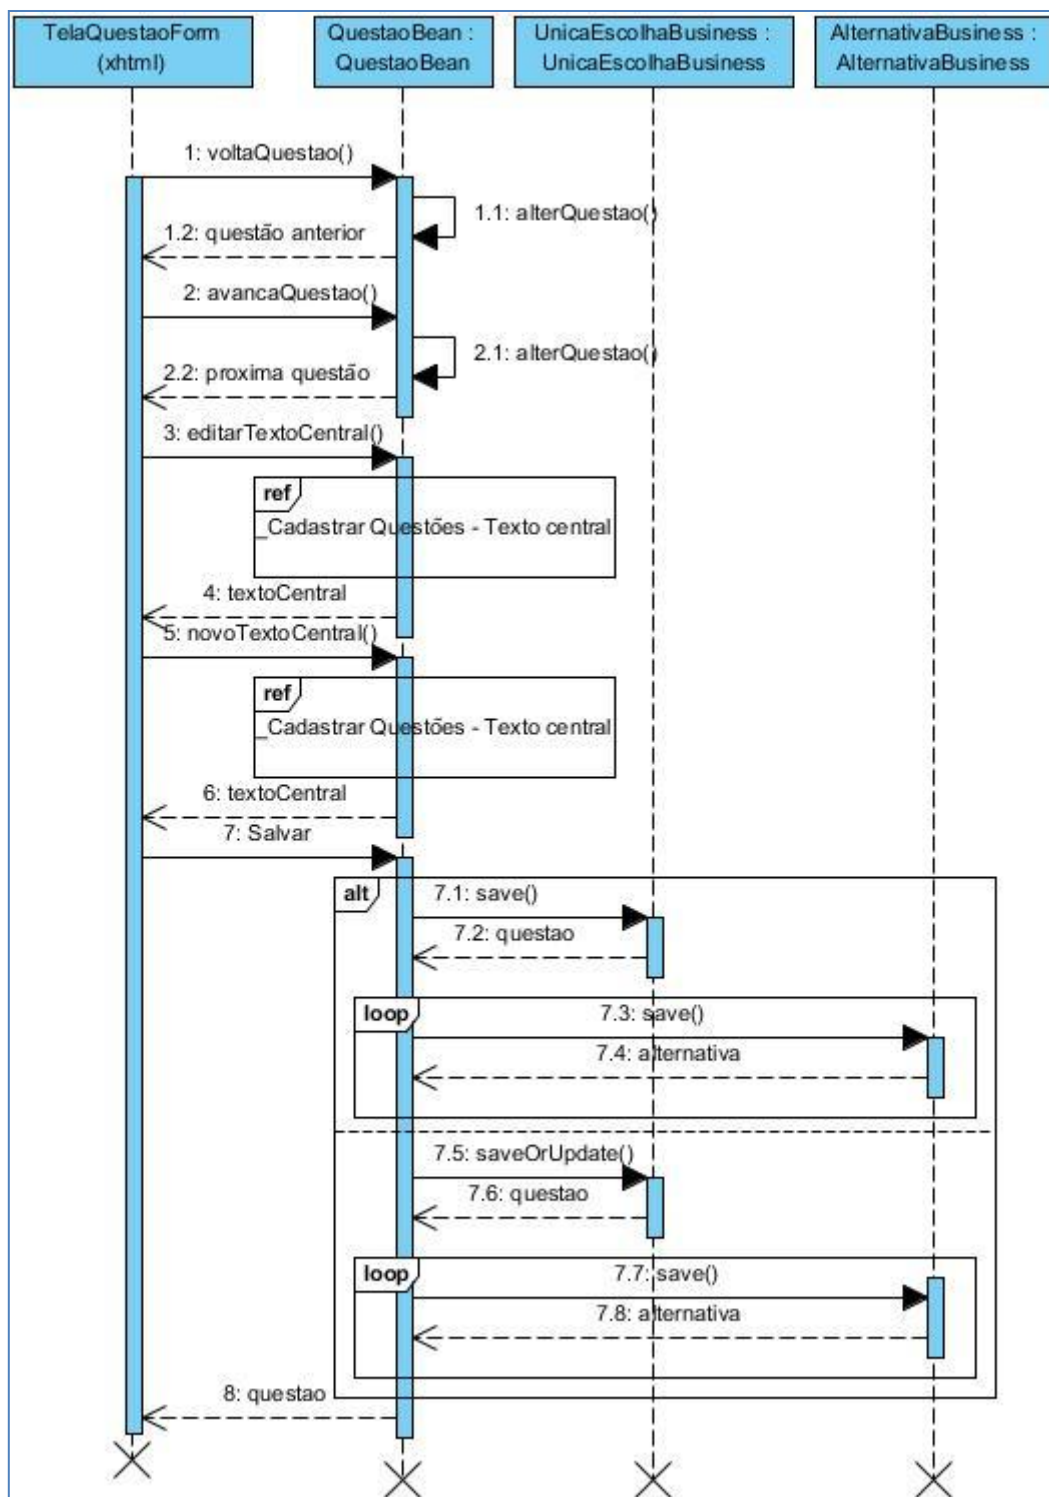 TelaQuestaoForm
(xhtml)
QuestaoBean :
QuestaoBean
UnicaEscolhaBusiness :
UnicaEscolhaBusiness
AlternativaBusiness :
AlternativaBusiness
1: voltaQuestao()
1.1: alterQuestao()
1.2: questão anterior
2: avancaQuestao()
2.1: alterQuestao()
2.2: proxima questão
3: editarTextoCentral()
ref
_Cadastrar Questões - Texto central
4: textoCentral
5: novoTextoCentral()
ref
_Cadastrar Questões - Texto central
6: textoCentral
7: Salvar
alt
7.1: save()
7.2: questao
loop
7.3: save()
7.4: alternativa
7.5: saveOrUpdate()
7.6: questao
loop
7.7: save()
7.8: alternativa
8: questao